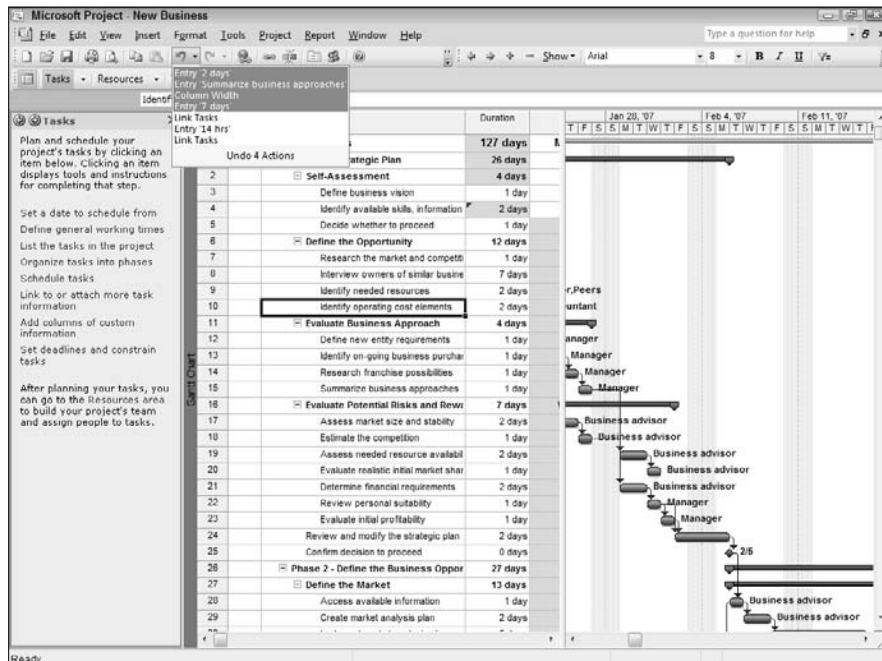 Microsoft Project - New Business
File Edit View Insert Format Tools Project Report Window Help
Type a question for help
Show Arial 8 B I U
Tasks Resources
Identif
Entry '2 days'
Entry 'Summarize business approaches'
Column Width
Entry '7 days'
Link Tasks
Entry '14 hrs'
Link Tasks
Undo 4 Actions
Tasks
Plan and schedule your
project's tasks by clicking an
item below. Clicking an item
displays tools and instructions
for completing that step.
Set a date to schedule from
Define general working times
List the tasks in the project
Organize tasks into phases
Schedule tasks
Link to or attach more task
information
Add columns of custom
information
Set deadlines and constrain
tasks
After planning your tasks, you
can go to the Resources area
to build your project's team
and assign people to tasks.
Gantt Chart
Duration
Jan 28, '07 Feb 4, '07 Feb 11, '07
T F S S M T W T F S S M T W T F S S M T W T F
s 127 days
rategic Plan 26 days
2 Self-Assessment 4 days
3 Define business vision 1 day
4 Identify available skills, information 2 days
5 Decide whether to proceed 1 day
6 Define the Opportunity 12 days
7 Research the market and competiti 1 day
8 Interview owners of similar busine 7 days
9 Identify needed resources 2 days r,Peers
10 Identify operating cost elements 2 days untant
11 Evaluate Business Approach 4 days
12 Define new entity requirements 1 day anager
13 Identify on-going business purchas 1 day Manager
14 Research franchise possibilities 1 day Manager
15 Summarize business approaches 1 day Manager
16 Evaluate Potential Risks and Rewa 7 days
17 Assess market size and stability 2 days Business advisor
18 Estimate the competition 1 day Business advisor
19 Assess needed resource availabil 2 days Business advisor
20 Evaluate realistic initial market shar 1 day Business advisor
21 Determine financial requirements 2 days Business advisor
22 Review personal suitability 1 day Manager
23 Evaluate initial profitability 1 day Manager
24 Review and modify the strategic plan 2 days
25 Confirm decision to proceed 0 days 2/5
26 Phase 2 - Define the Business Oppor 27 days
27 Define the Market 13 days
28 Access available information 1 day Business advisor
29 Create market analysis plan 2 days Business advisor
Ready